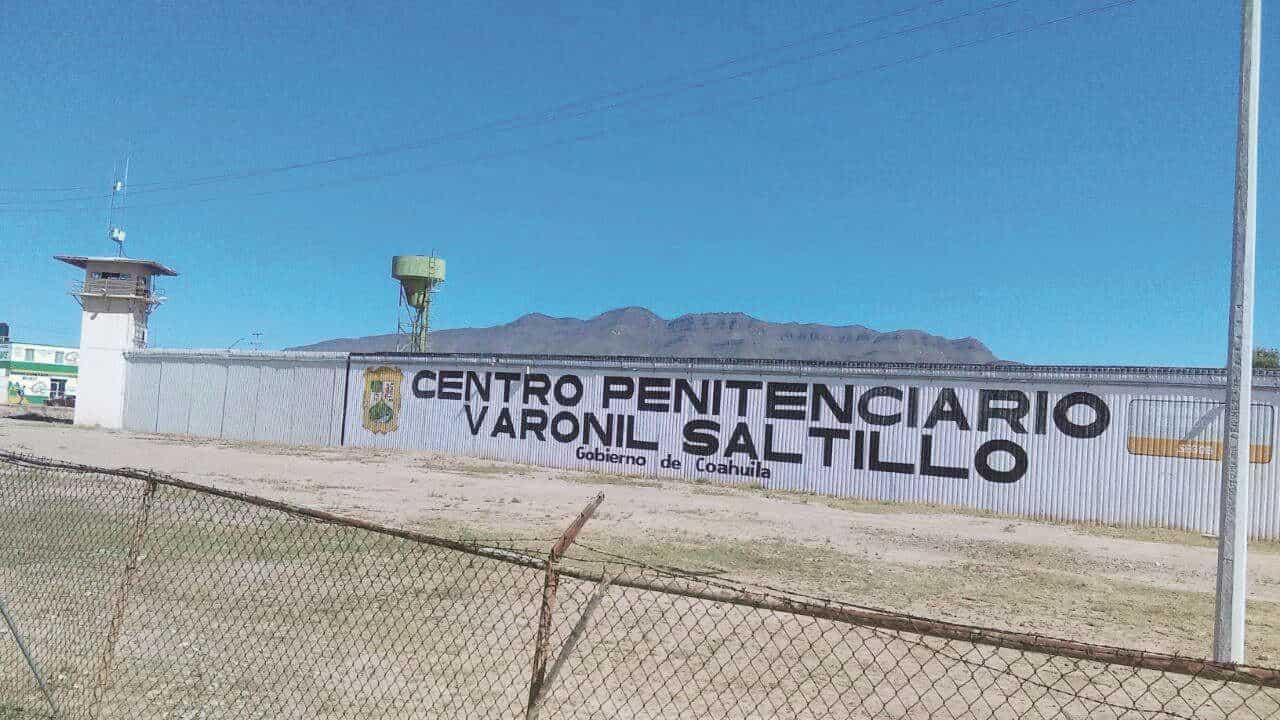 CENTRO PENITENCIARIO
VARONIL SALTILLO
Gobierno de Coahuila